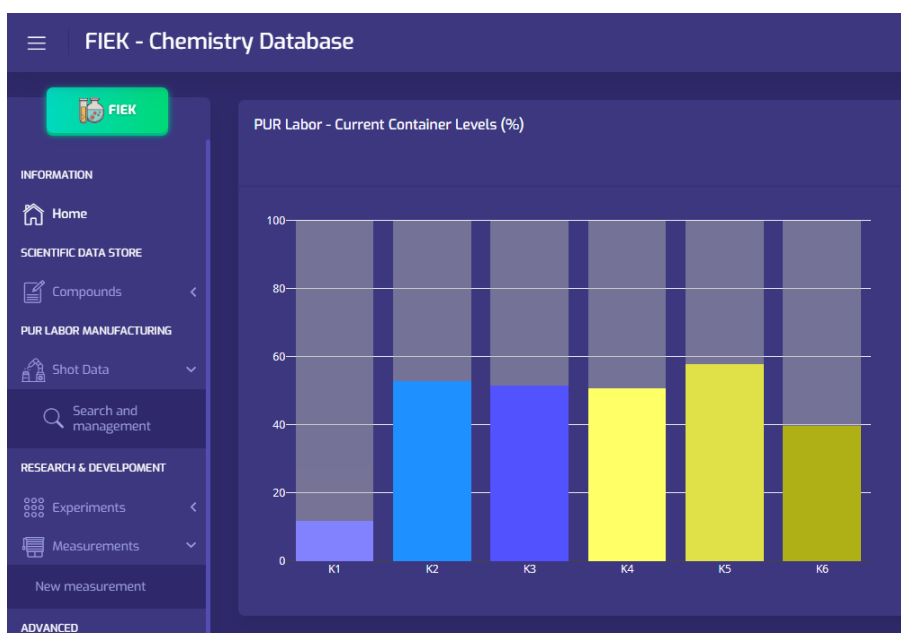 FIEK - Chemistry Database
FIEK
INFORMATION
Home
SCIENTIFIC DATA STORE
Compounds
PUR LABOR MANUFACTURING
Shot Data
Search and
management
RESEARCH & DEVELPOMENT
Experiments
Measurements
New measurement
ADVANCED
PUR Labor - Current Container Levels (%)
100
80
60
40
20
0
K1 K2 K3 K4 K5 K6